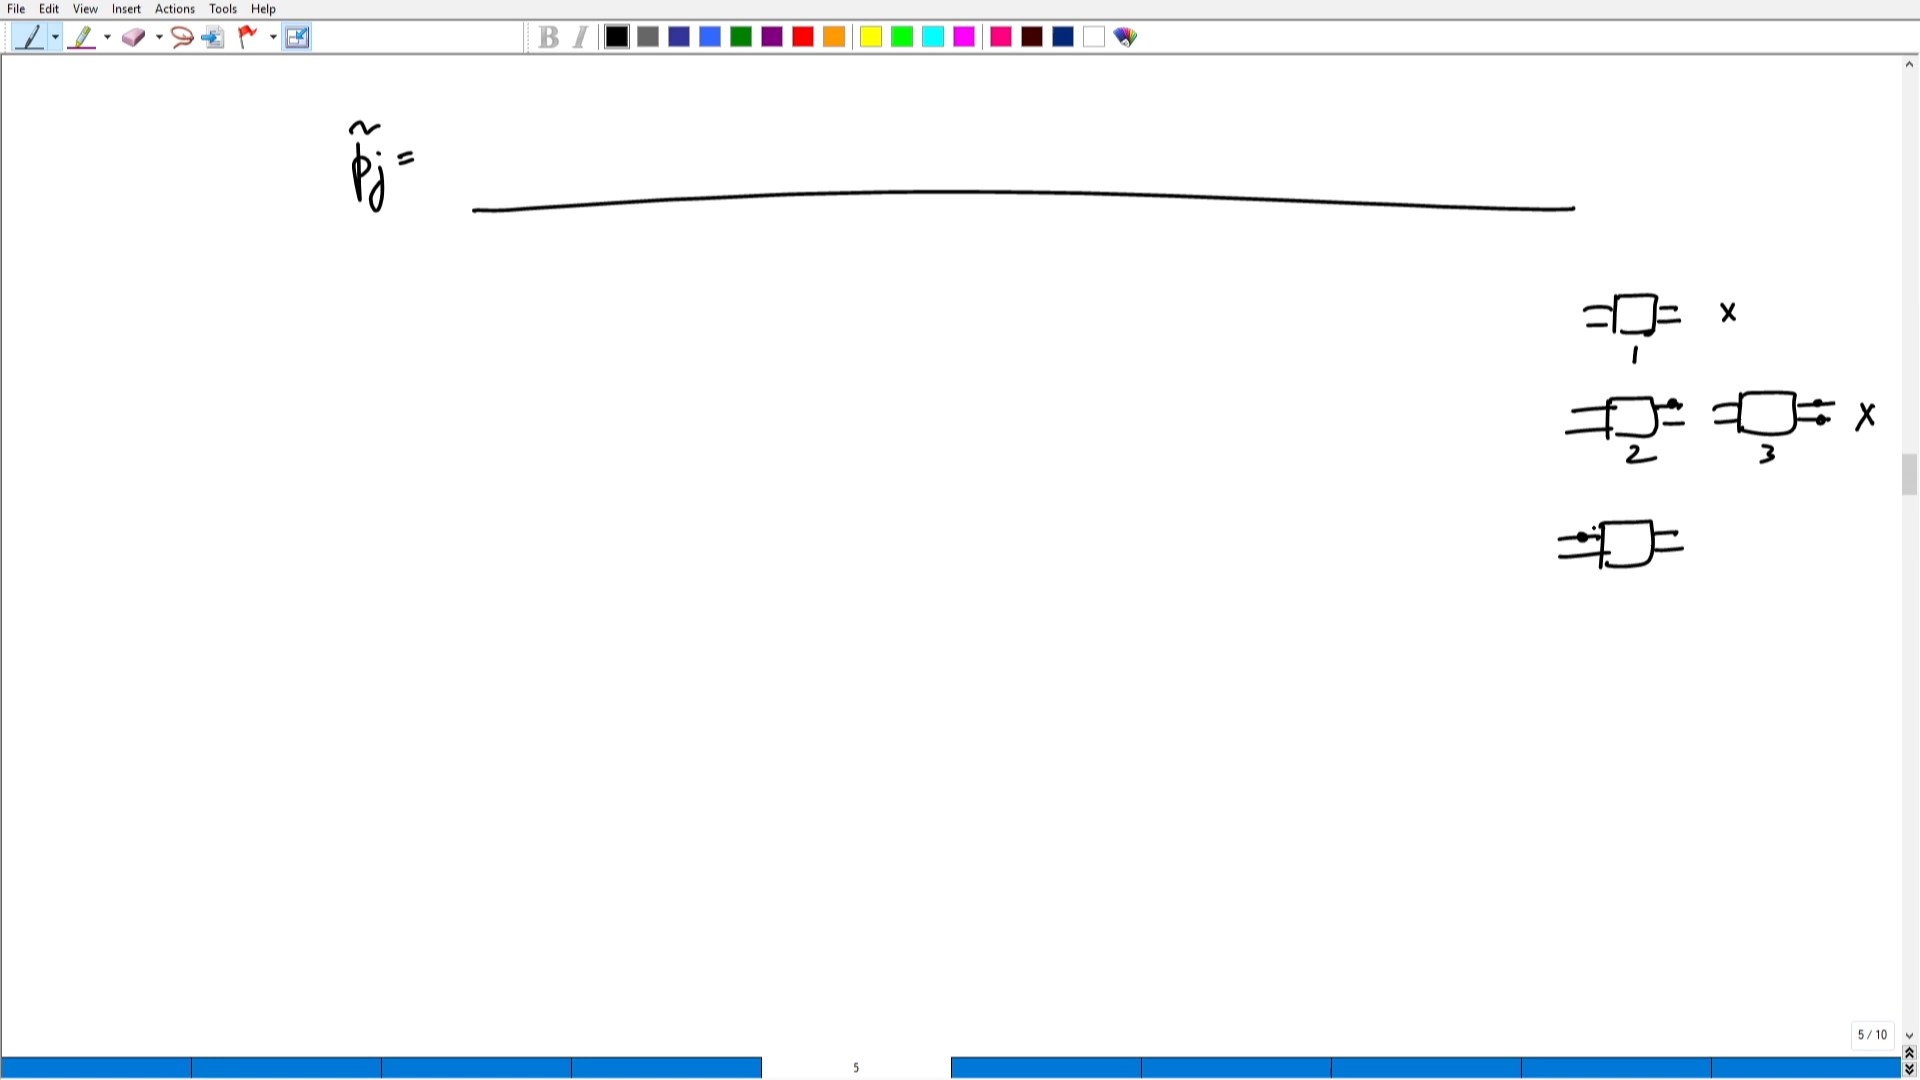 File Edit View Insert Actions Tools Help
B I
p̃j =
x
1
x
2 3
5 / 10
5